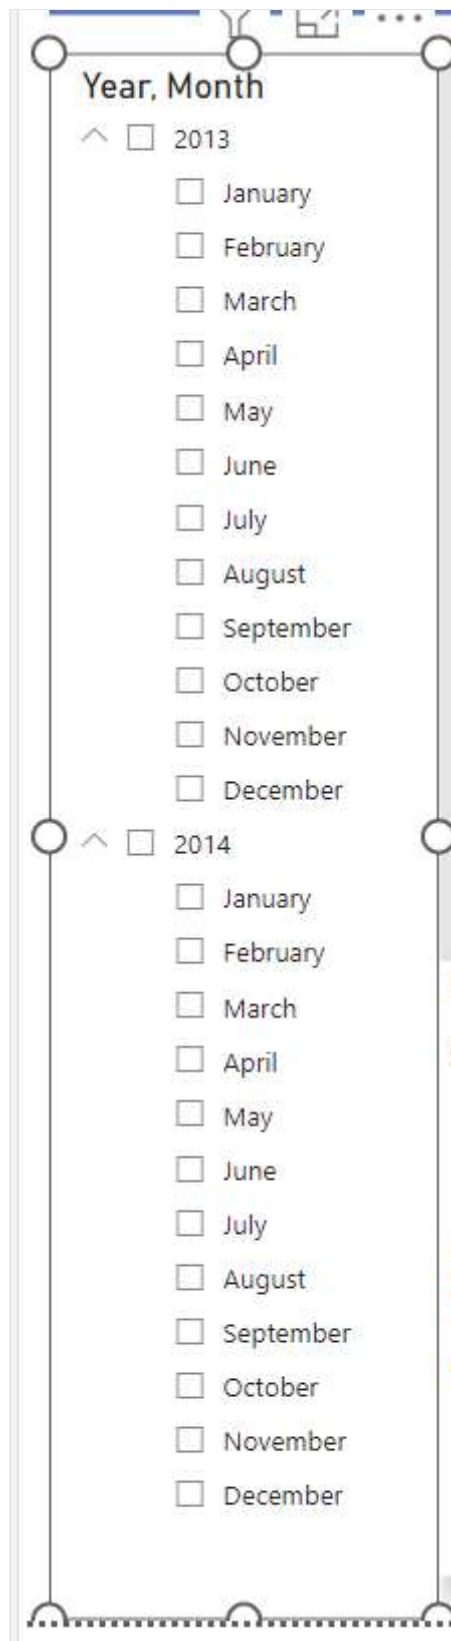 Year, Month
2013
January
February
March
April
May
June
July
August
September
October
November
December
2014
January
February
March
April
May
June
July
August
September
October
November
December